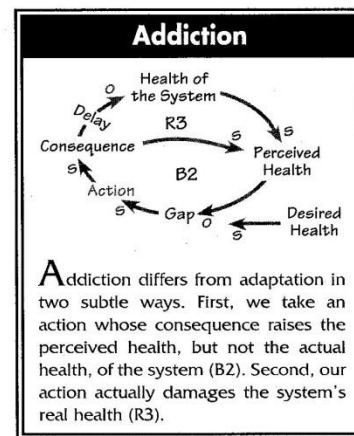 Addiction
Health of
the System
o
Delay
R3
s
s
Consequence
Perceived
Health
B2
s
Action
s
Gap
o
s
Desired
Health
Addiction differs from adaptation in
two subtle ways. First, we take an
action whose consequence raises the
perceived health, but not the actual
health, of the system (B2). Second, our
action actually damages the system's
real health (R3).